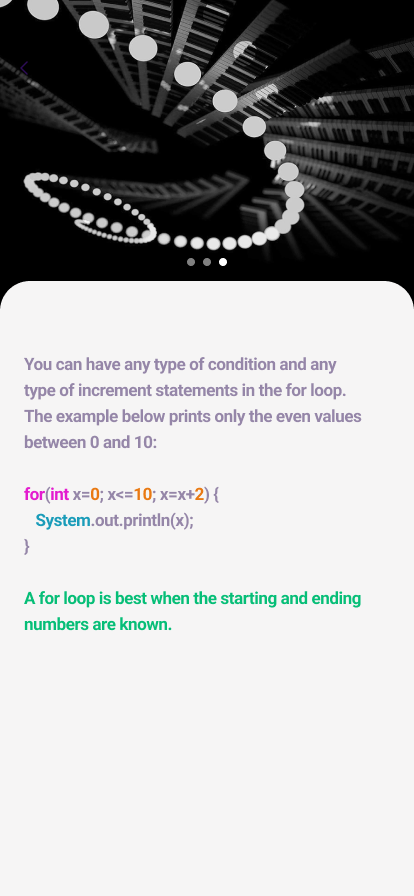 You can have any type of condition and any
type of increment statements in the for loop.
The example below prints only the even values
between 0 and 10:
for(int x=0; x<=10; x=x+2) {
System.out.println(x);
}
A for loop is best when the starting and ending
numbers are known.